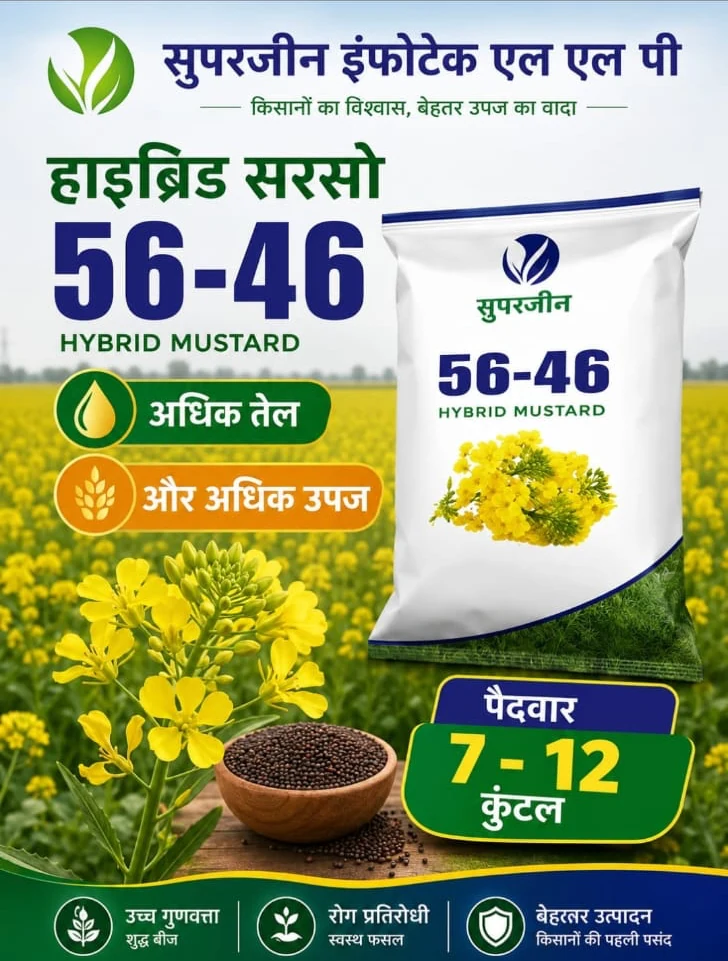 सुपरजीन इंफोटेक एल एल पी
किसानों का विश्वास, बेहतर उपज का वादा
हाइब्रिड सरसो
56-46
HYBRID MUSTARD
अधिक तेल
और अधिक उपज
सुपरजीन
56-46
HYBRID MUSTARD
पैदवार
7 - 12
कुंटल
उच्च गुणवत्ता
शुद्ध बीज
रोग प्रतिरोधी
स्वस्थ फसल
बेहतर उत्पादन
किसानों की पहली पसंद